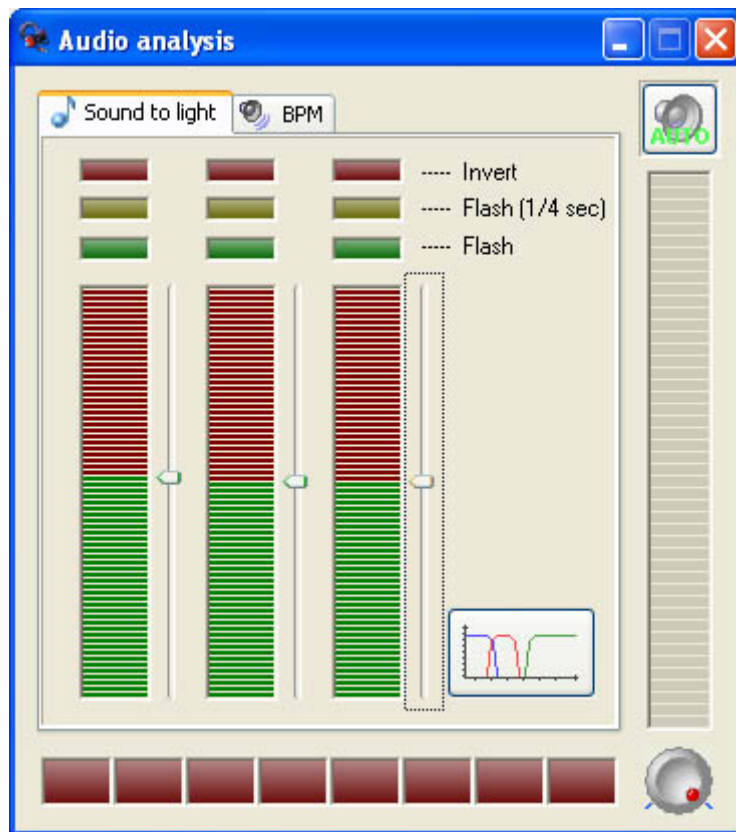 Audio analysis
Sound to light
BPM
AUTO
----- Invert
----- Flash (1/4 sec)
----- Flash